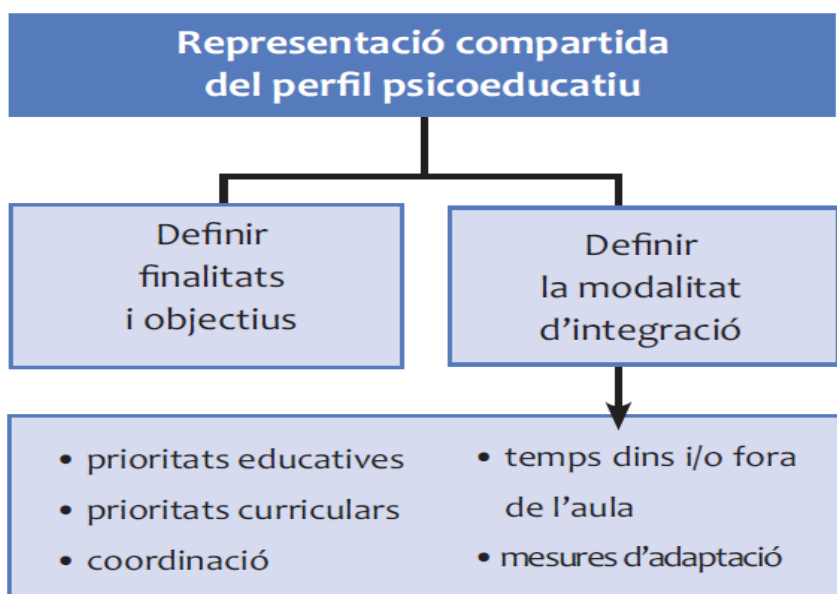 Representació compartida
del perfil psicoeducatiu
Definir
finalitats
i objectius
Definir
la modalitat
d’integració
• prioritats educatives
• prioritats curriculars
• coordinació
• temps dins i/o fora
de l’aula
• mesures d’adaptació